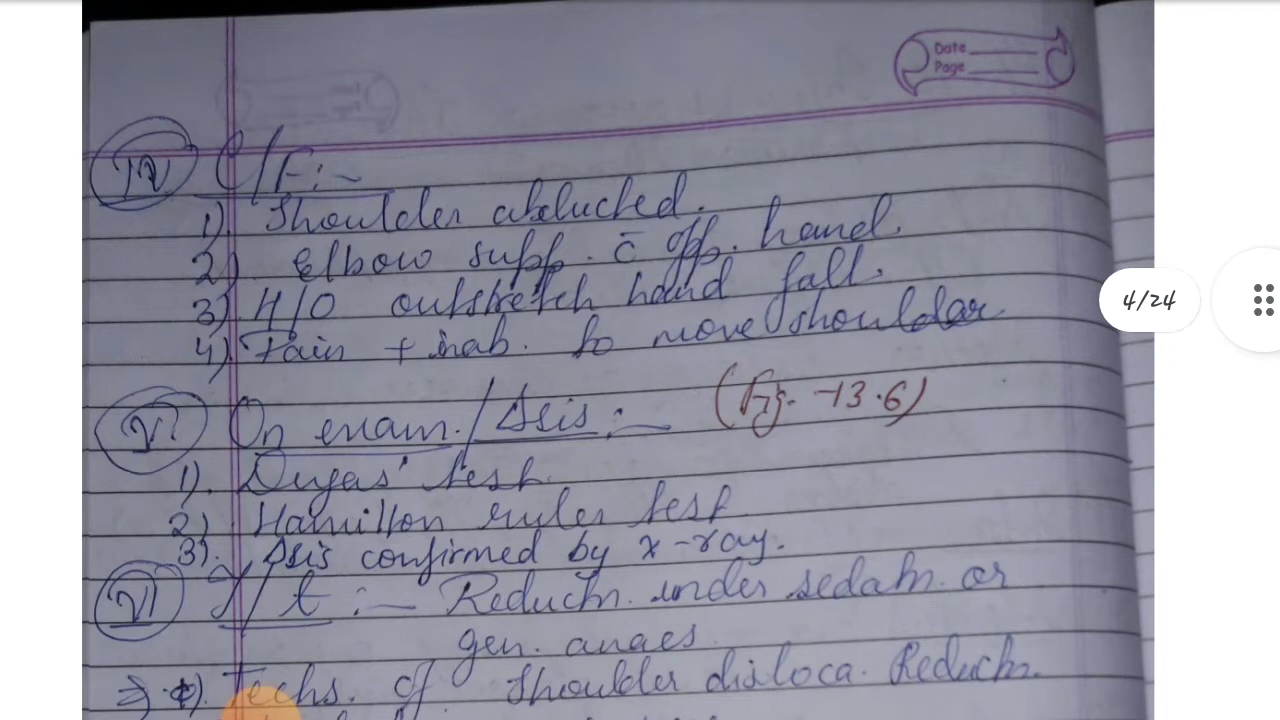 Date
Page
IV C/F:-
1). Shoulder abducted.
2). Elbow supp. c̄ opp. hand.
3). H/O outstretch hand fall.
4). Pain + inab. to move shoulder
4/24
V On exam./Δsis:- (Fig. -13.6)
1). Dugas' test.
2) Hamilton ruler test
3). Δsis confirmed by x-ray.
VI T/t:- Reductn. under sedatn. or
gen. anaes.
Techs. of Shoulder disloca. Reductn.